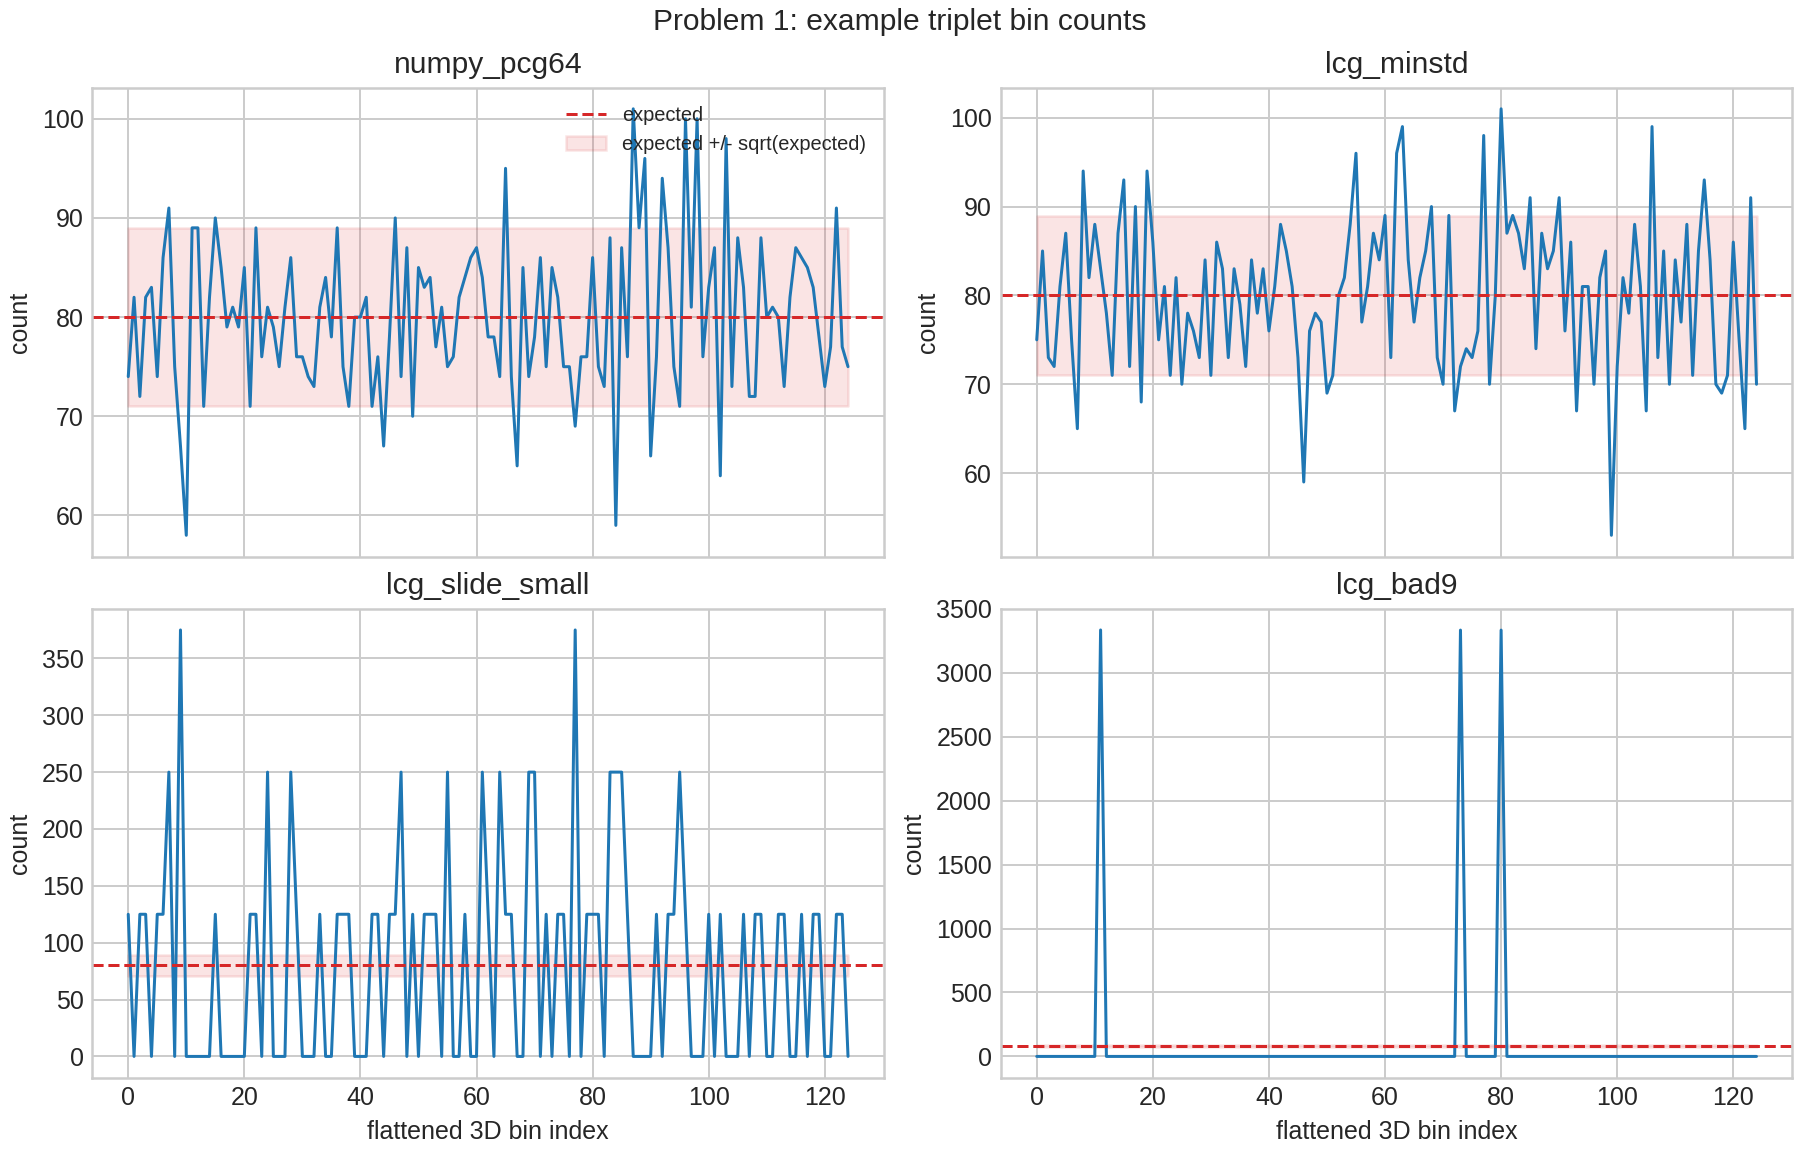 Problem 1: example triplet bin counts
numpy_pcg64
expected
expected +/- sqrt(expected)
100
90
80
70
60
count
lcg_minstd
100
90
80
70
60
count
lcg_slide_small
350
300
250
200
150
100
50
0
count
0 20 40 60 80 100 120
flattened 3D bin index
lcg_bad9
3500
3000
2500
2000
1500
1000
500
0
count
0 20 40 60 80 100 120
flattened 3D bin index